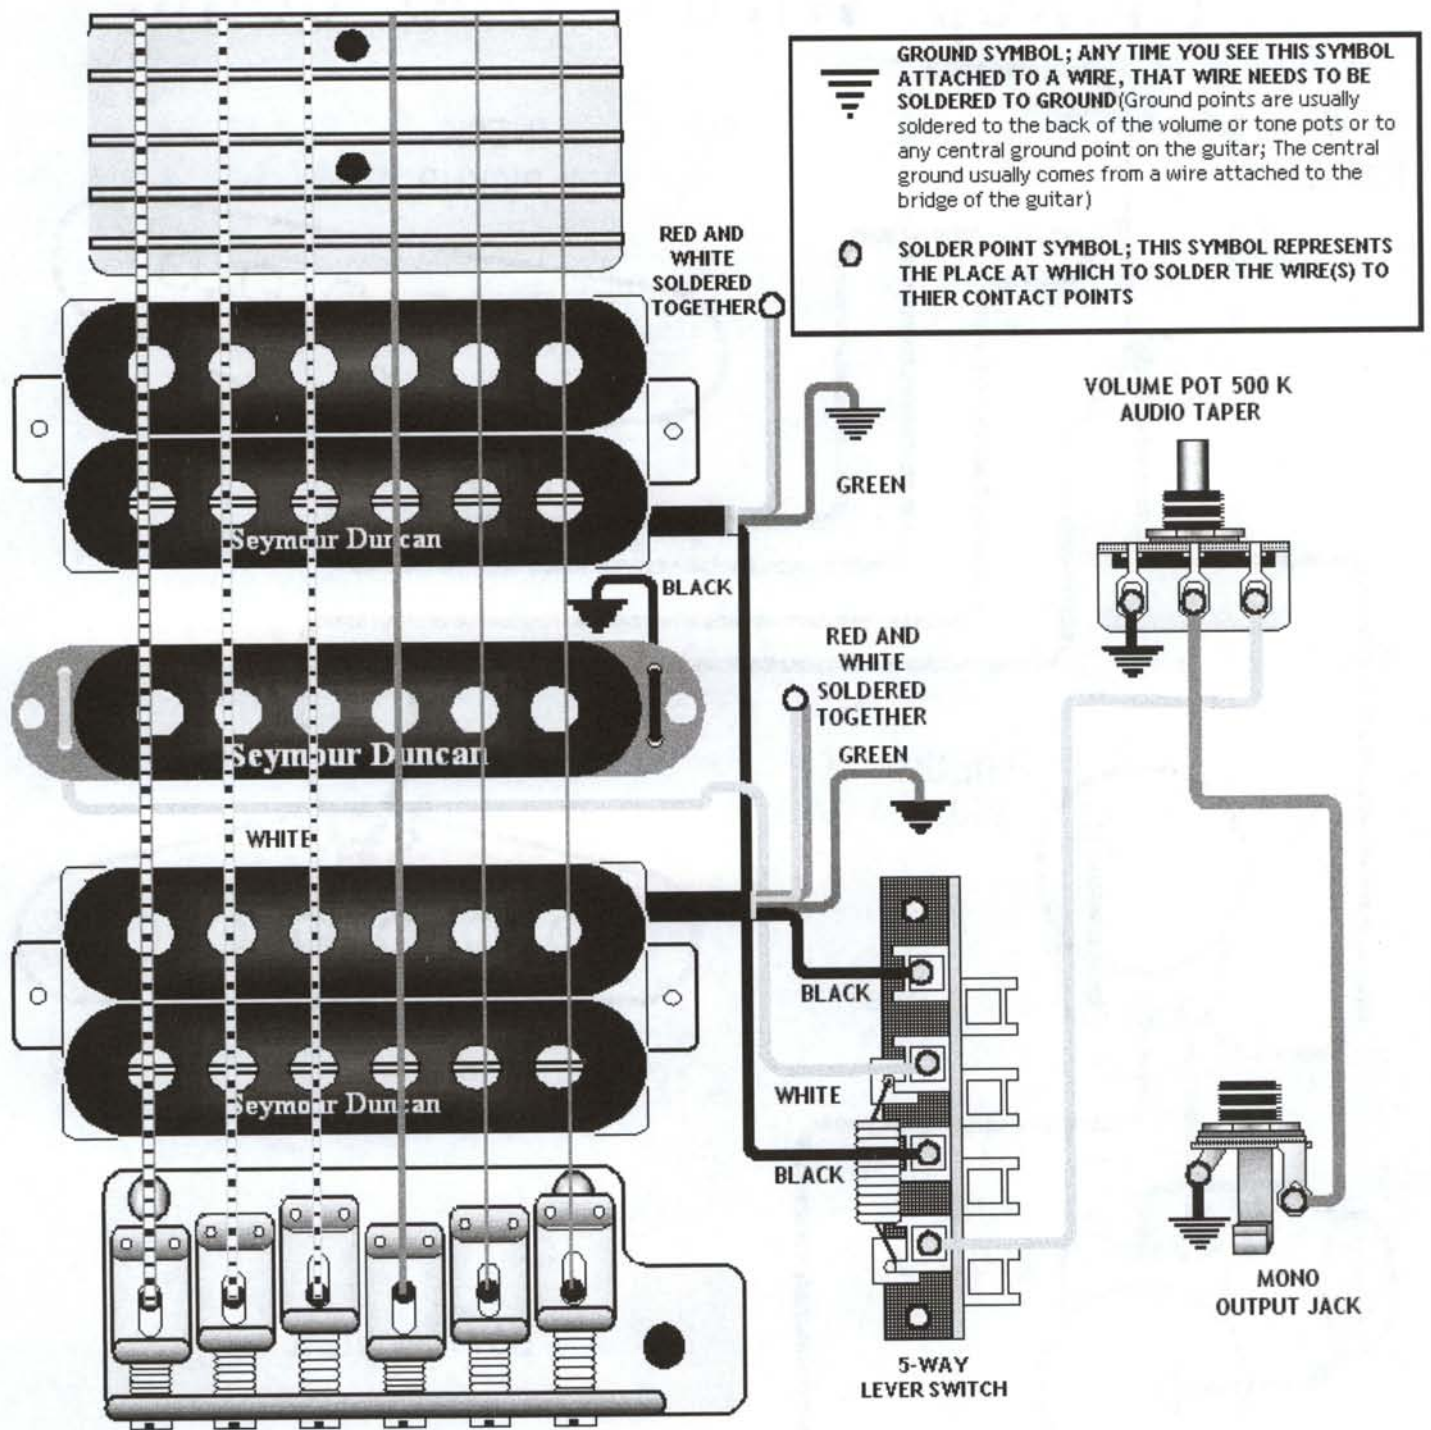 GROUND SYMBOL; ANY TIME YOU SEE THIS SYMBOL
ATTACHED TO A WIRE, THAT WIRE NEEDS TO BE
SOLDERED TO GROUND(Ground points are usually
soldered to the back of the volume or tone pots or to
any central ground point on the guitar; The central
ground usually comes from a wire attached to the
bridge of the guitar)
SOLDER POINT SYMBOL; THIS SYMBOL REPRESENTS
THE PLACE AT WHICH TO SOLDER THE WIRE(S) TO
THIER CONTACT POINTS
RED AND
WHITE
SOLDERED
TOGETHER
VOLUME POT 500 K
AUDIO TAPER
GREEN
Seymour Duncan
BLACK
RED AND
WHITE
SOLDERED
TOGETHER
Seymour Duncan
GREEN
WHITE
BLACK
WHITE
Seymour Duncan
BLACK
MONO
OUTPUT JACK
5-WAY
LEVER SWITCH